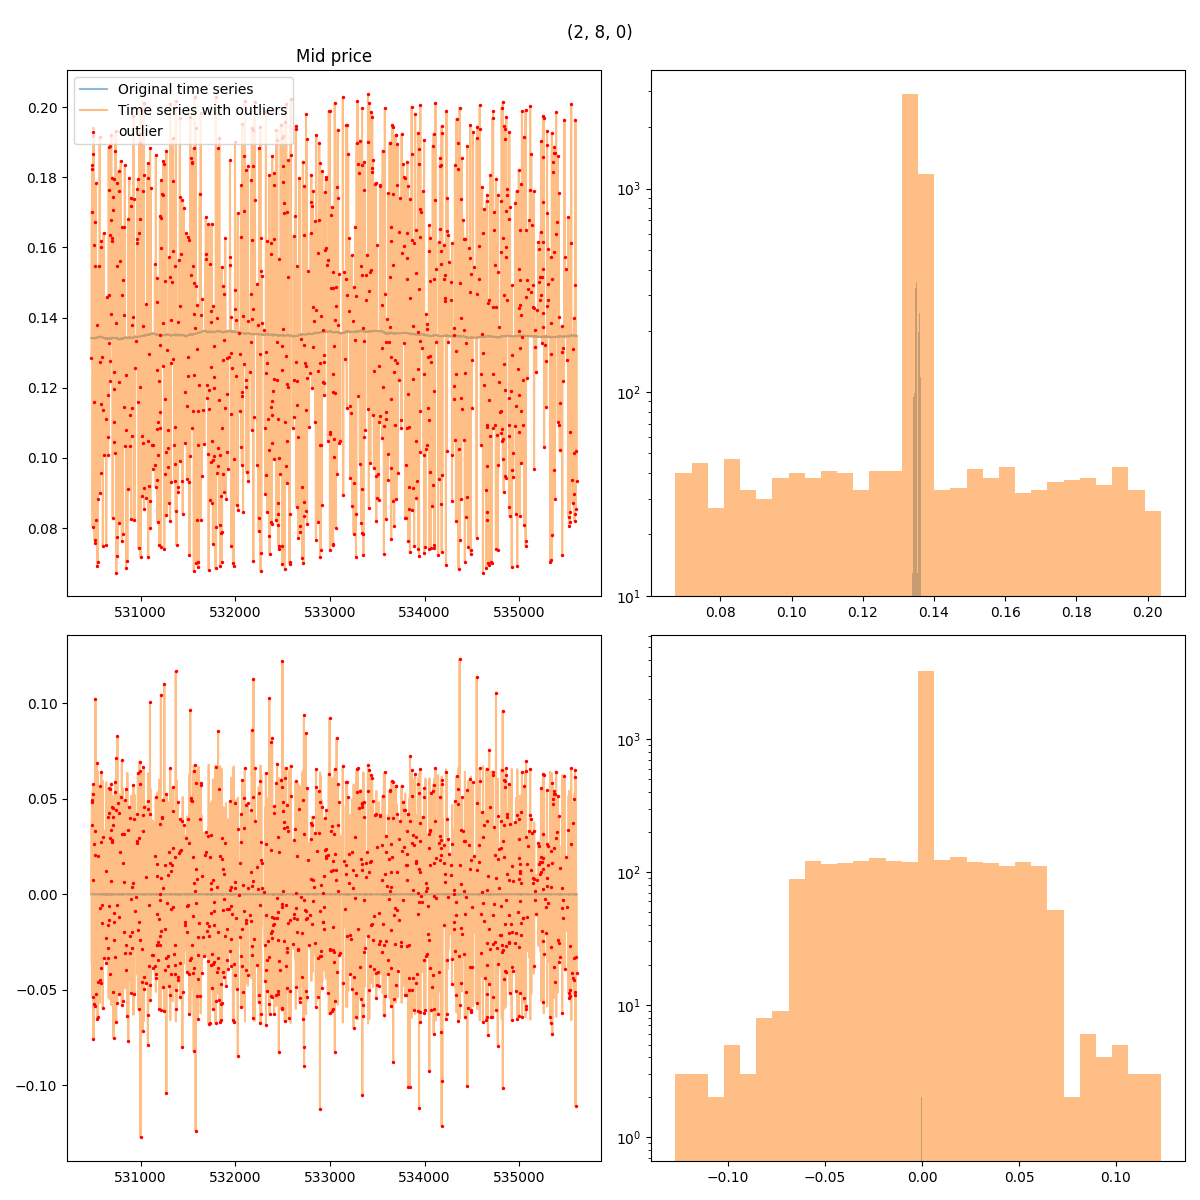 (2, 8, 0)
Mid price
Original time series
Time series with outliers
outlier
0.20
0.18
0.16
0.14
0.12
0.10
0.08
531000 532000 533000 534000 535000
10³
10²
10¹
0.08 0.10 0.12 0.14 0.16 0.18 0.20
0.10
0.05
0.00
−0.05
−0.10
531000 532000 533000 534000 535000
10³
10²
10¹
10⁰
−0.10 −0.05 0.00 0.05 0.10